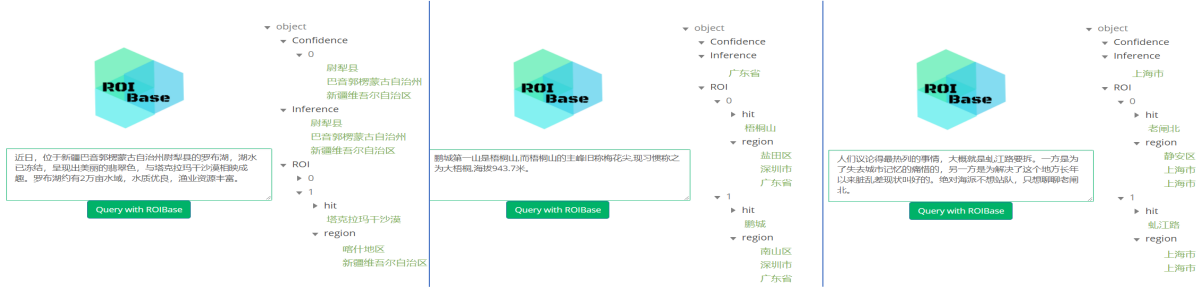 ROI
Base
近日，位于新疆巴音郭楞蒙古自治州尉犁县的罗布湖，湖水
已冻结，呈现出美丽的翡翠色，与塔克拉玛干沙漠相映成
趣。罗布湖约有2万亩水域，水质优良，渔业资源丰富。
Query with ROIBase
object
Confidence
0
尉犁县
巴音郭楞蒙古自治州
新疆维吾尔自治区
Inference
尉犁县
巴音郭楞蒙古自治州
新疆维吾尔自治区
ROI
0
1
hit
塔克拉玛干沙漠
region
喀什地区
新疆维吾尔自治区
ROI
Base
鹏城第一山是梧桐山,而梧桐山的主峰旧称梅花尖,现习惯称之
为大梧桐,海拔943.7米。
Query with ROIBase
object
Confidence
Inference
广东省
ROI
0
hit
梧桐山
region
盐田区
深圳市
广东省
1
hit
鹏城
region
南山区
深圳市
广东省
ROI
Base
人们议论得最热烈的事情，大概就是虬江路要拆。一方是为
了失去城市记忆的痛惜的，另一方是为解决了这个地方长年
以来脏乱差现状叫好的。绝对海派不想站队，只想聊聊老闸
北。
Query with ROIBase
object
Confidence
Inference
上海市
ROI
0
hit
老闸北
region
静安区
上海市
上海市
1
hit
虬江路
region
上海市
上海市